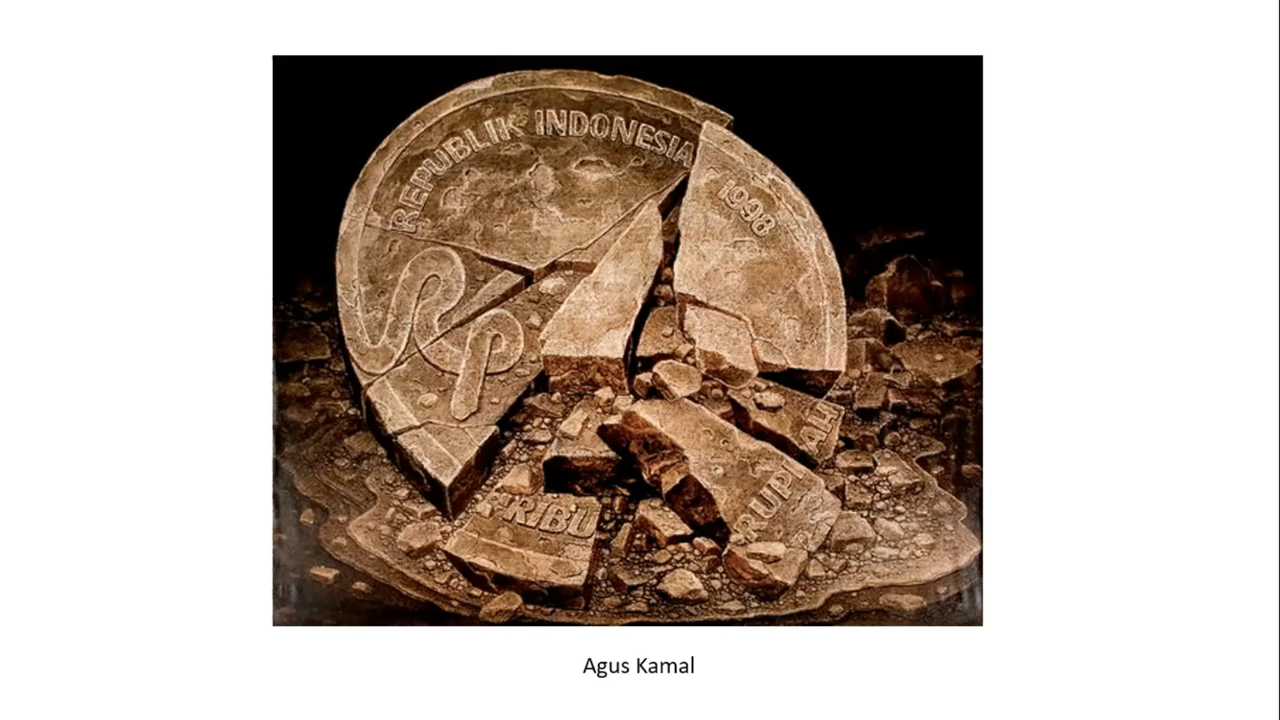 REPUBLIK INDONESIA
1998
Rp
RIBU
RUPIAH
Agus Kamal